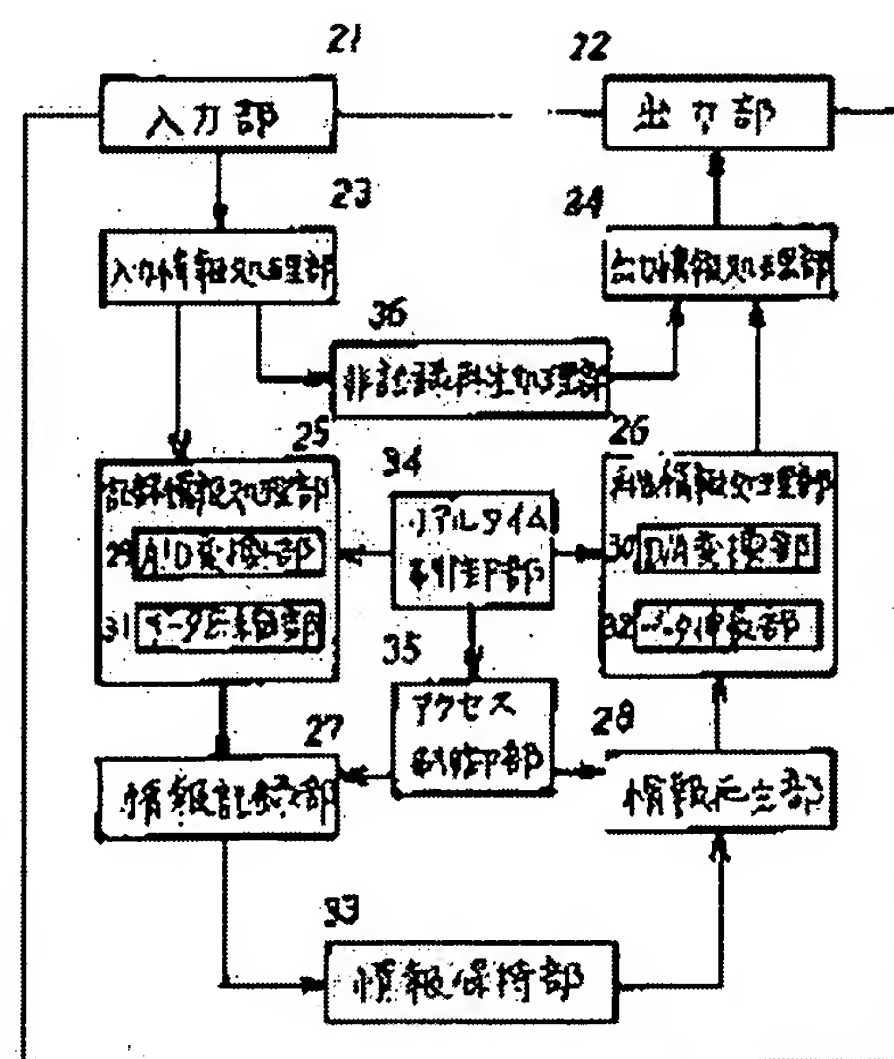 21
22
入力部
出力部
23
24
入力情報処理部
出力情報処理部
36
非記録再生処理部
25
34
26
記録情報処理部
リアルタイム
制御部
再生情報処理部
29
A/D変換部
30
D/A変換部
31
データ圧縮部
32
データ伸長部
35
27
アクセス
制御部
28
情報記録部
情報再生部
33
情報保持部